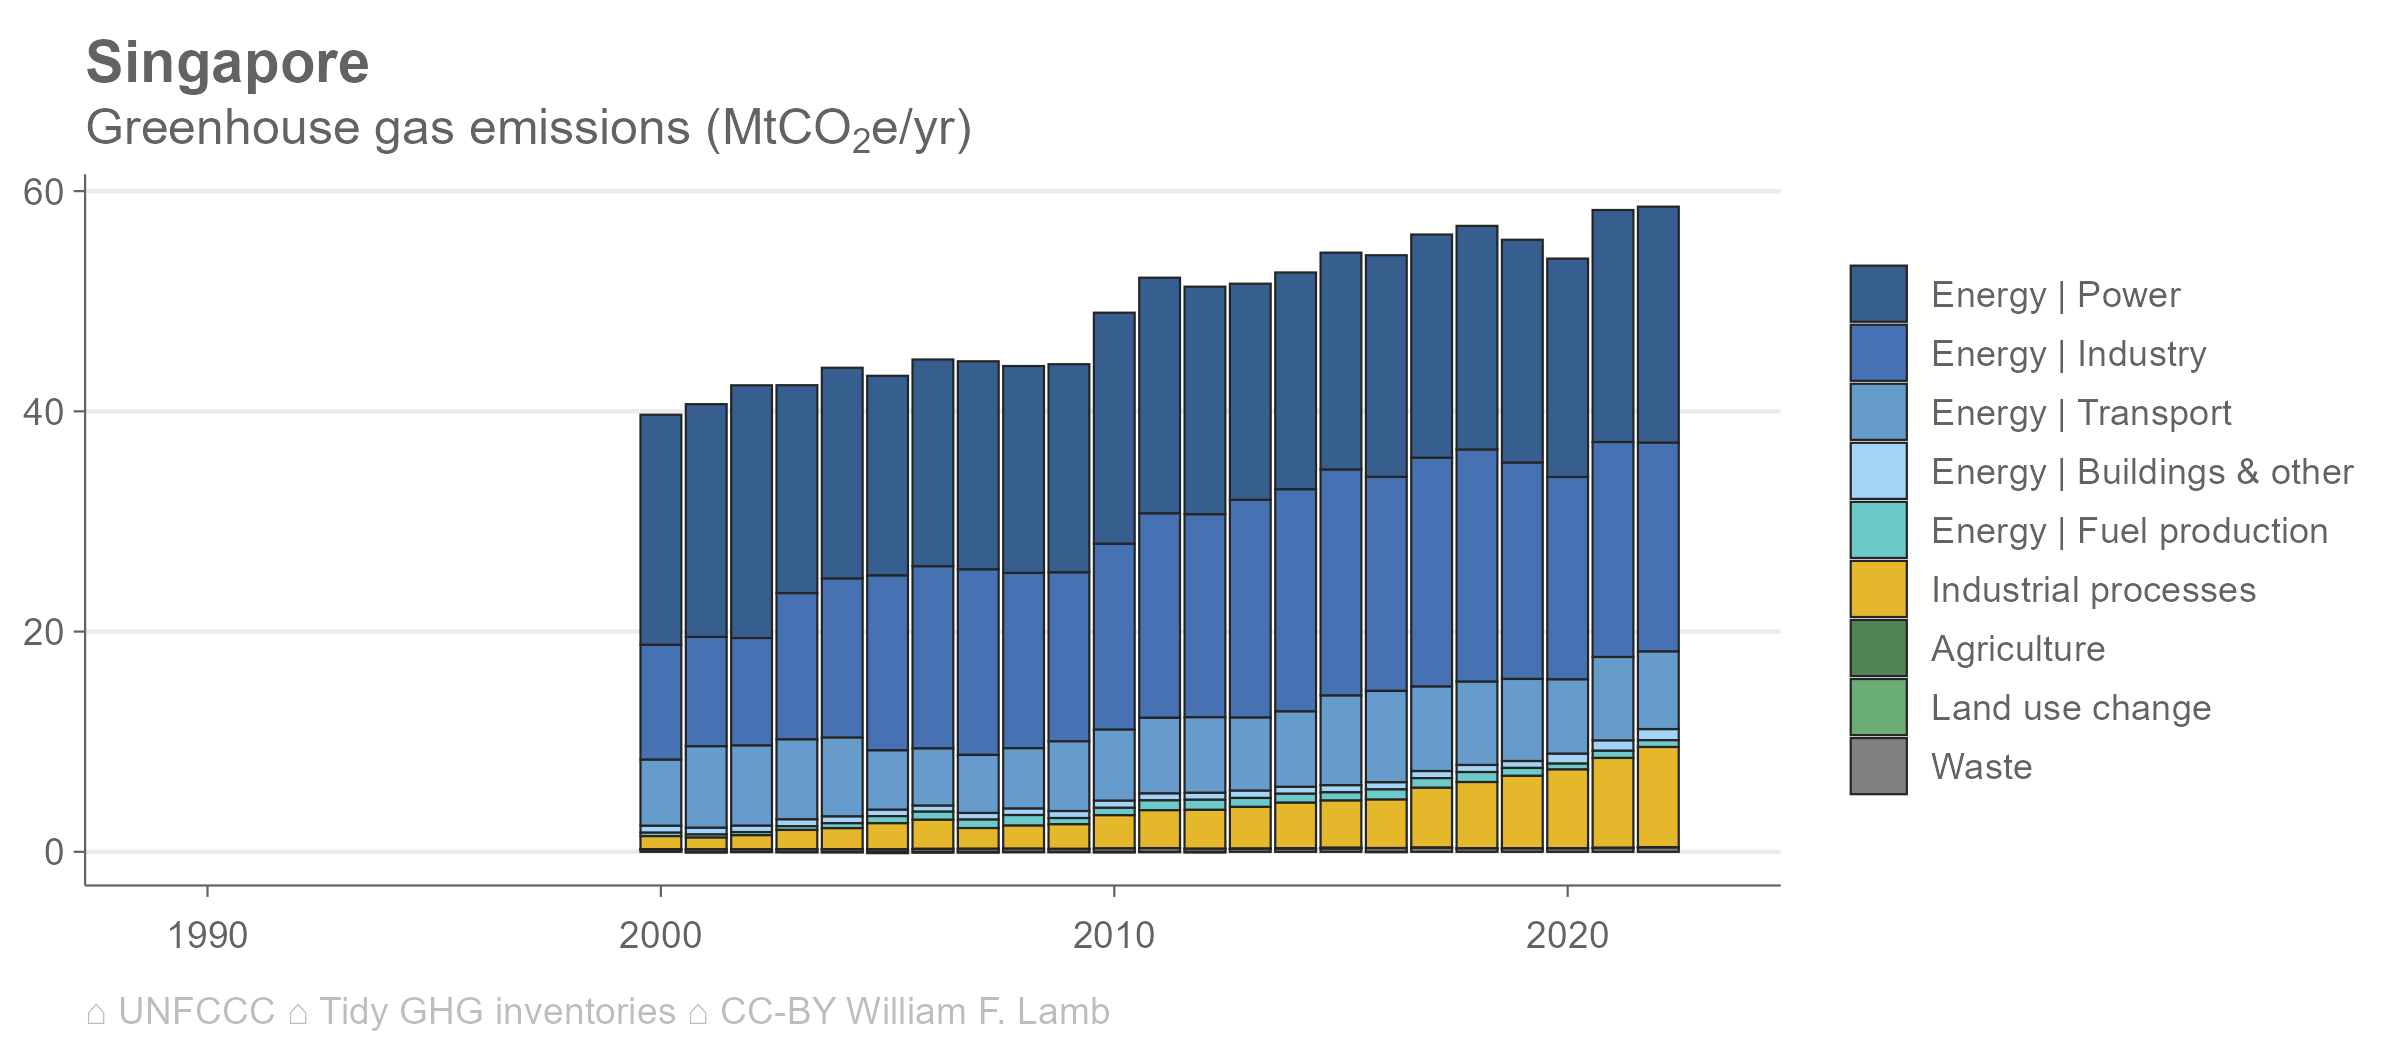 Singapore
Greenhouse gas emissions (MtCO₂e/yr)
60
40
20
0
1990
2000
2010
2020
Energy | Power
Energy | Industry
Energy | Transport
Energy | Buildings & other
Energy | Fuel production
Industrial processes
Agriculture
Land use change
Waste
⌂ UNFCCC ⌂ Tidy GHG inventories ⌂ CC-BY William F. Lamb